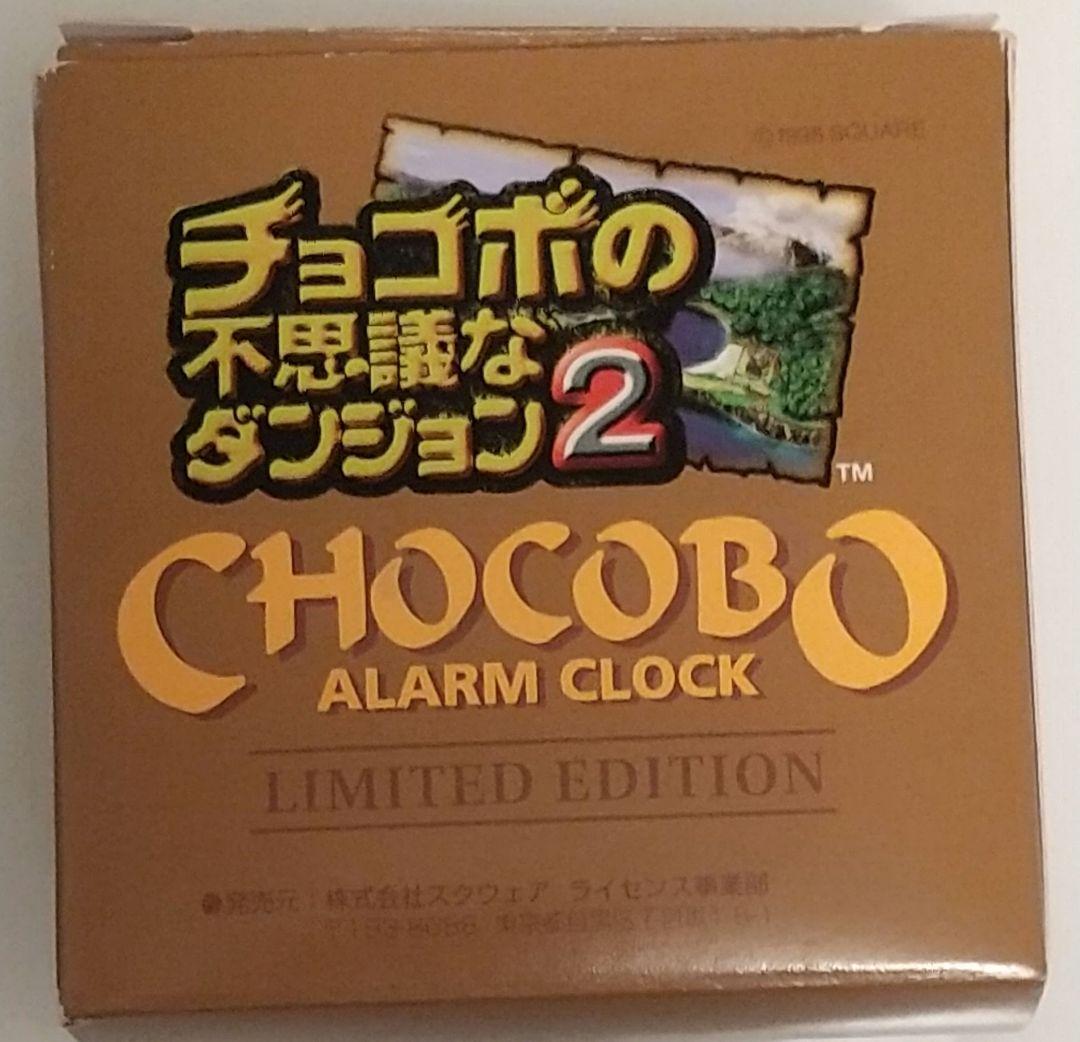 © 1998 SQUARE
チョコボの
不思議な
ダンジョン2
TM
CHOCOBO
ALARM CLOCK
LIMITED EDITION
●発売元：株式会社スクウェア ライセンス事業部